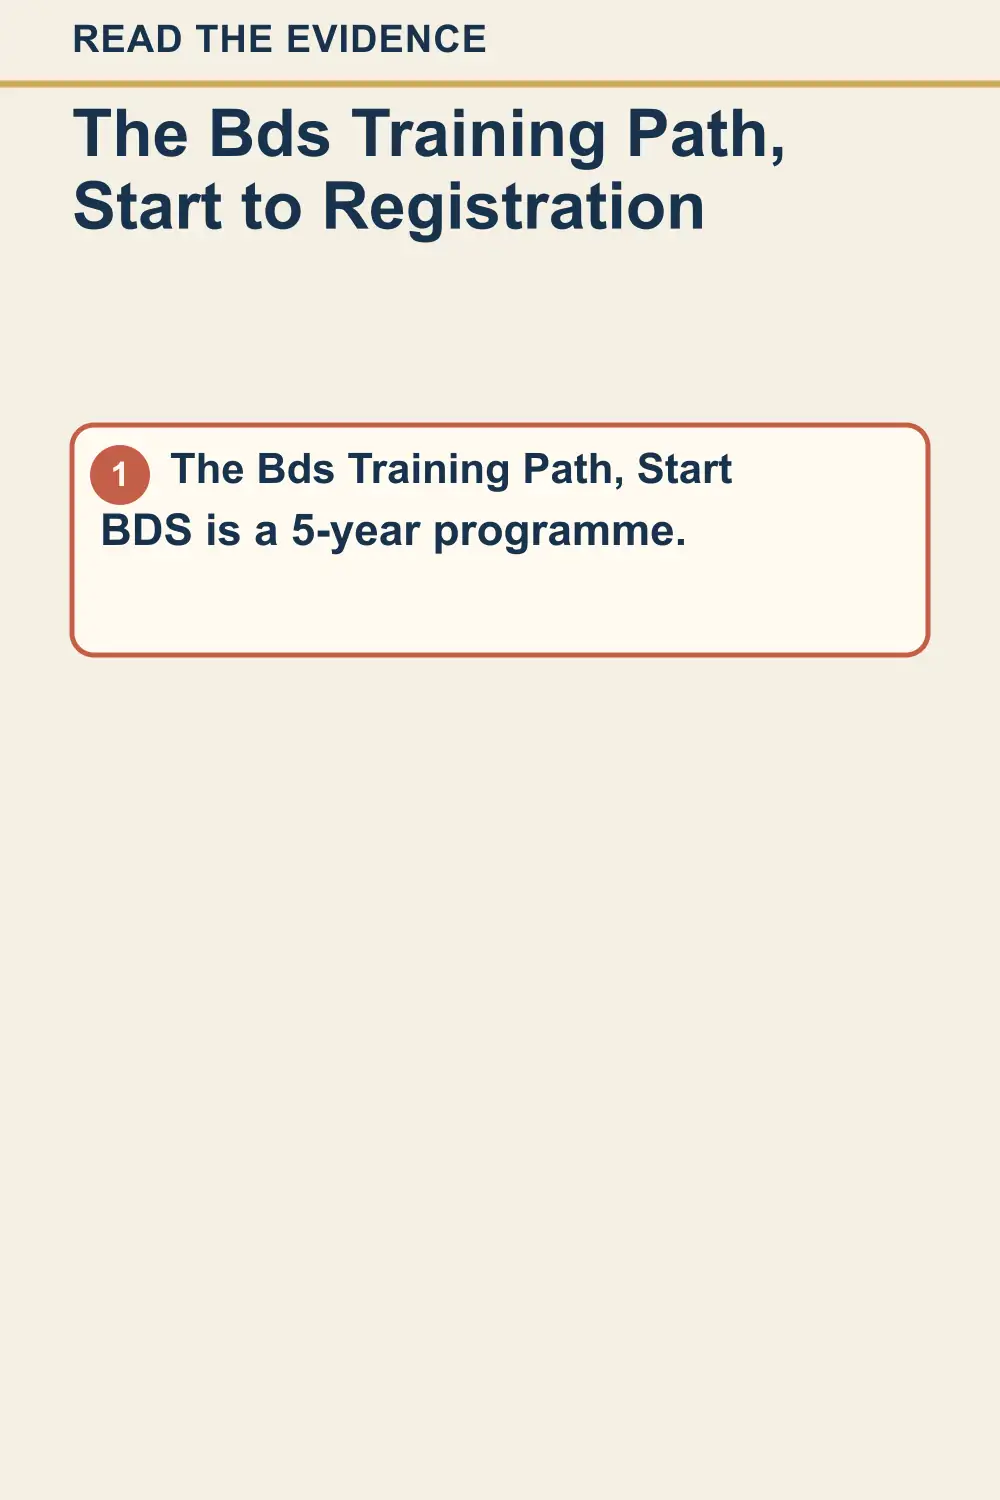 READ THE EVIDENCE
The Bds Training Path,
Start to Registration
1 The Bds Training Path, Start
BDS is a 5-year programme.